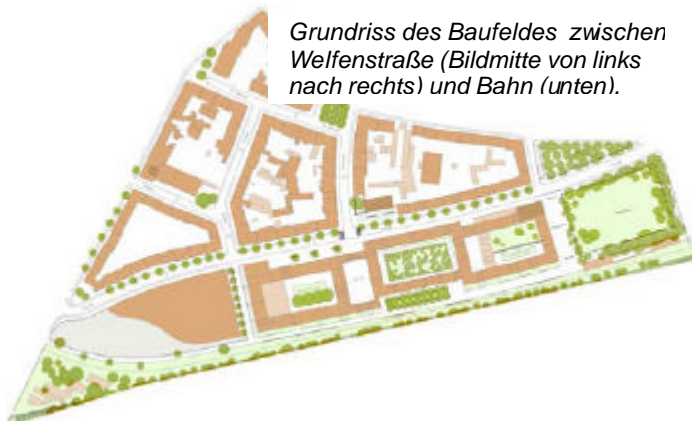 Grundriss des Baufeldes zwischen
Welfenstraße (Bildmitte von links
nach rechts) und Bahn (unten).